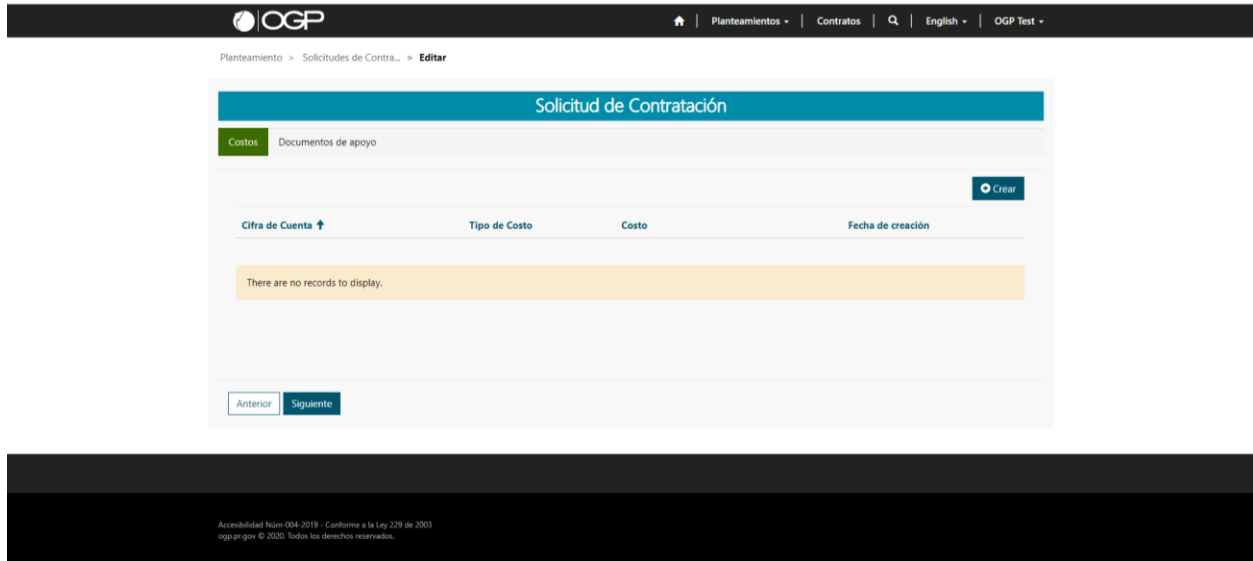 OGP
Planteamientos
Contratos
English
OGP Test
Planteamiento > Solicitudes de Contra... > Editar
Solicitud de Contratación
Costos
Documentos de apoyo
Crear
Cifra de Cuenta
Tipo de Costo
Costo
Fecha de creación
There are no records to display.
Anterior
Siguiente
Accesibilidad Núm-004-2019 - Conforme a la Ley 229 de 2003
ogp.pr.gov © 2020. Todos los derechos reservados.